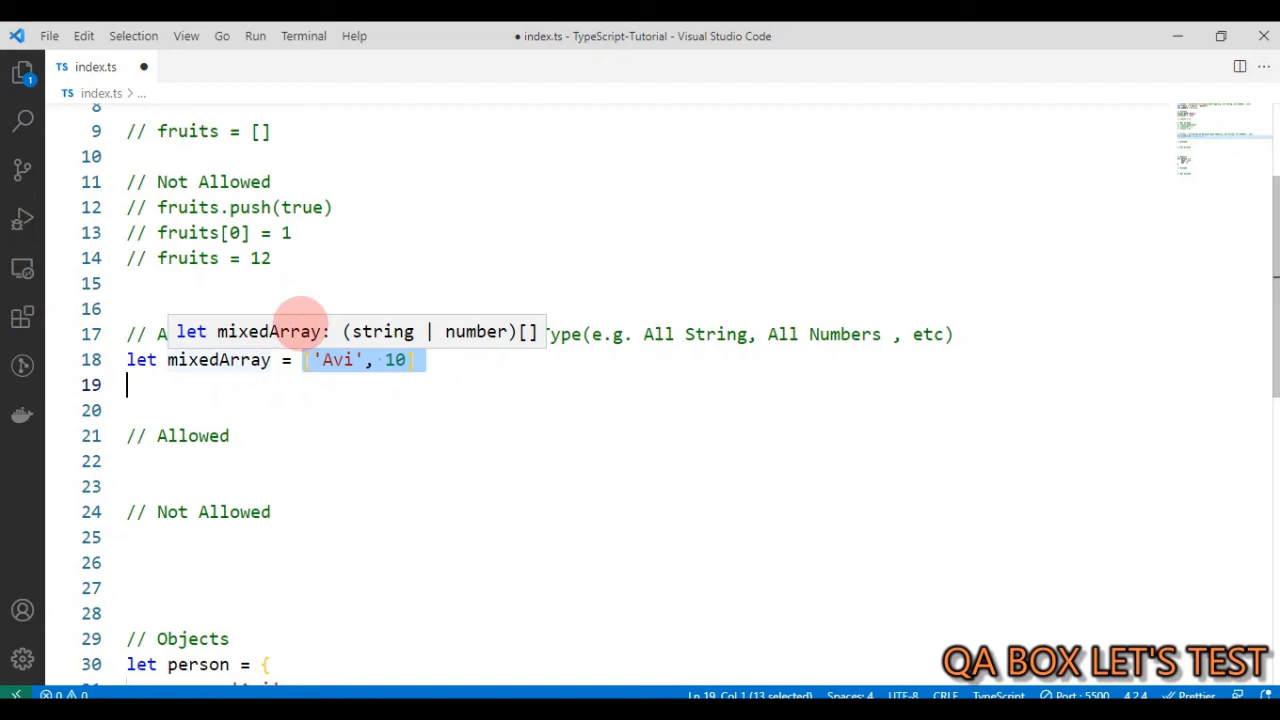 File Edit Selection View Go Run Terminal Help
● index.ts - TypeScript-Tutorial - Visual Studio Code
TS index.ts ●
TS index.ts > ...
8
9 // fruits = []
10
11 // Not Allowed
12 // fruits.push(true)
13 // fruits[0] = 1
14 // fruits = 12
15
16
let mixedArray: (string | number)[]
17 // A Type(e.g. All String, All Numbers , etc)
18 let mixedArray = ['Avi', 10]
19
20
21 // Allowed
22
23
24 // Not Allowed
25
26
27
28
29 // Objects
30 let person = {
QA BOX LET'S TEST
1
0 0 Ln 19, Col 1 (13 selected) Spaces: 4 UTF-8 CRLF TypeScript Port : 5500 4.2.4 Prettier